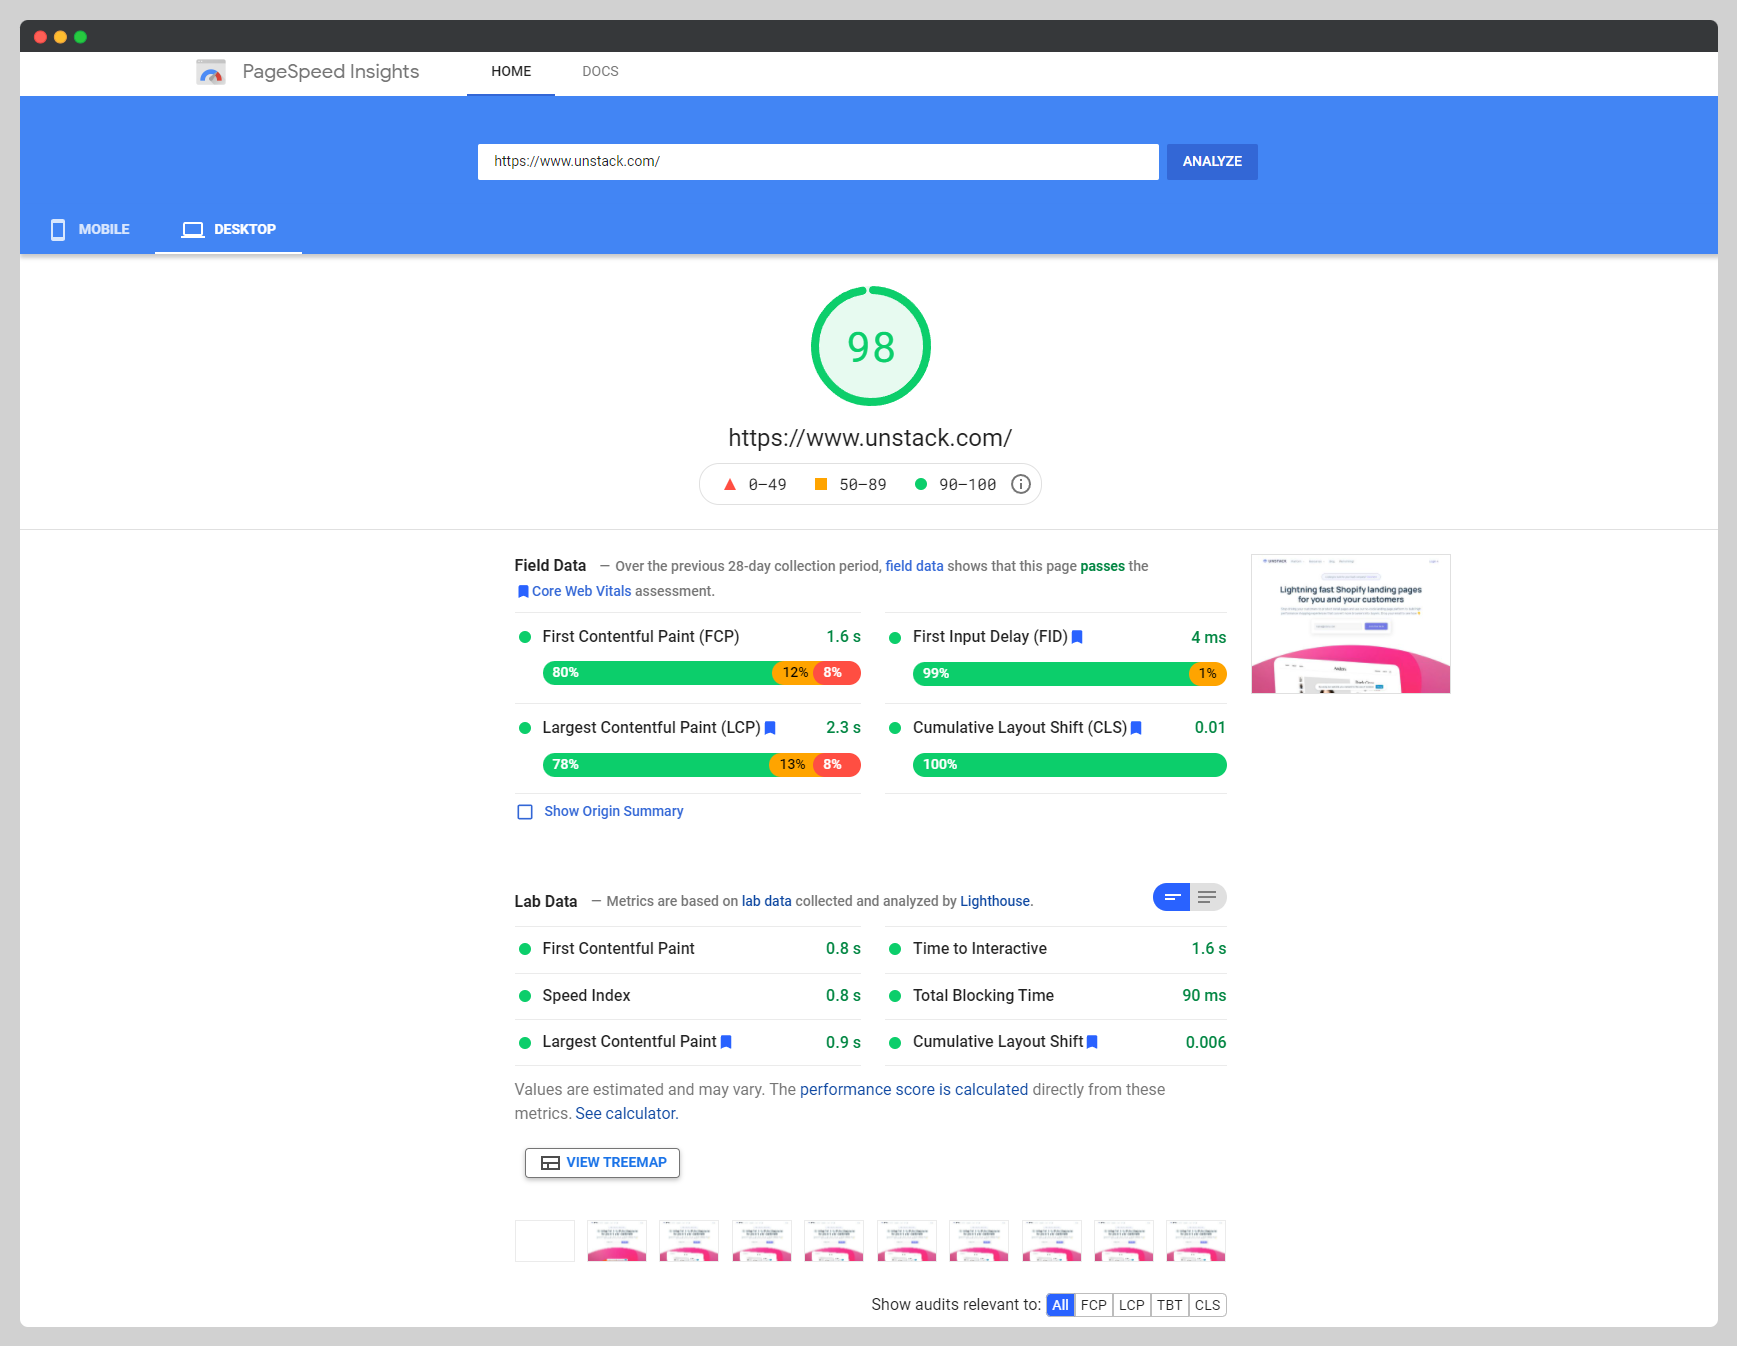 PageSpeed Insights
HOME
DOCS
https://www.unstack.com/
ANALYZE
MOBILE
DESKTOP
98
https://www.unstack.com/
0–49
50–89
90–100
Field Data — Over the previous 28-day collection period, field data shows that this page passes the
Core Web Vitals assessment.
Lightning fast Shopify landing pages
for you and your customers
First Contentful Paint (FCP) 1.6 s
80% 12% 8%
First Input Delay (FID) 4 ms
99% 1%
Largest Contentful Paint (LCP) 2.3 s
78% 13% 8%
Cumulative Layout Shift (CLS) 0.01
100%
Show Origin Summary
Lab Data — Metrics are based on lab data collected and analyzed by Lighthouse.
First Contentful Paint 0.8 s
Time to Interactive 1.6 s
Speed Index 0.8 s
Total Blocking Time 90 ms
Largest Contentful Paint 0.9 s
Cumulative Layout Shift 0.006
Values are estimated and may vary. The performance score is calculated directly from these
metrics. See calculator.
VIEW TREEMAP
Show audits relevant to: All FCP LCP TBT CLS